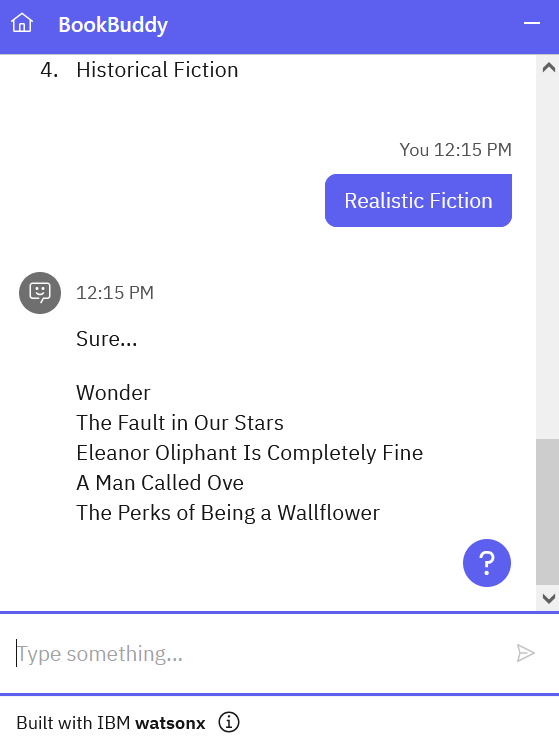 BookBuddy
4. Historical Fiction
You 12:15 PM
Realistic Fiction
12:15 PM
Sure...
Wonder
The Fault in Our Stars
Eleanor Oliphant Is Completely Fine
A Man Called Ove
The Perks of Being a Wallflower
?
Type something...
Built with IBM watsonx